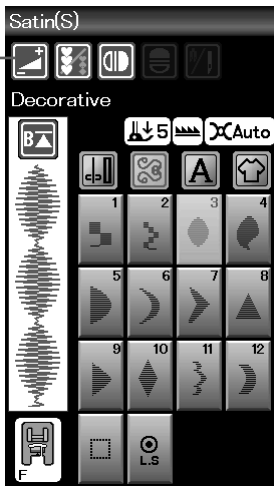 Satin(S)
Decorative
5 Auto
B
A
1 2 3 4
5 6 7 8
9 10 11 12
F
L.S